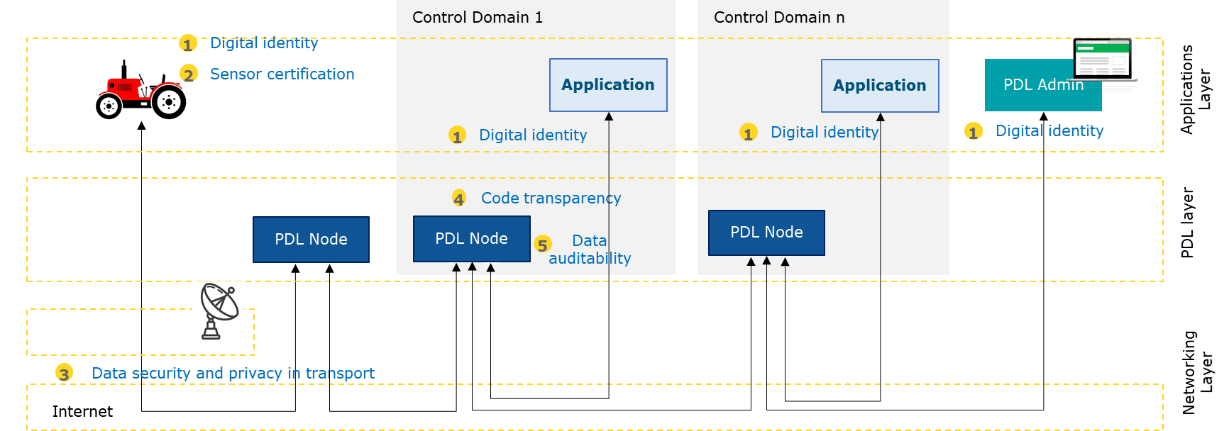 Control Domain 1
Control Domain n
1 Digital identity
2 Sensor certification
Application
Application
PDL Admin
1 Digital identity
1 Digital identity
1 Digital identity
Applications
Layer
4 Code transparency
PDL Node
PDL Node
5 Data
auditability
PDL Node
PDL layer
3 Data security and privacy in transport
Internet
Networking
Layer